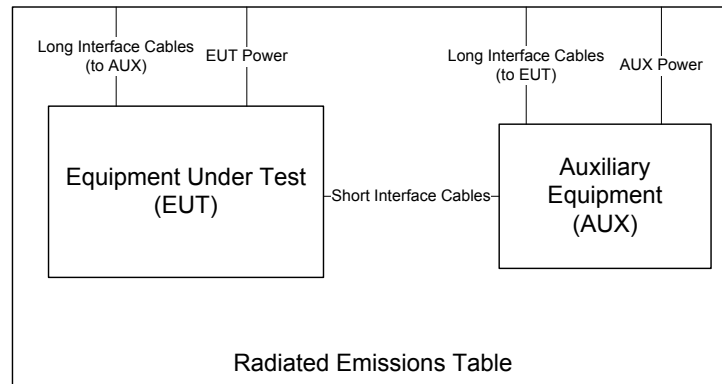 Long Interface Cables
(to AUX)
EUT Power
Long Interface Cables
(to EUT)
AUX Power
Equipment Under Test
(EUT)
Short Interface Cables
Auxiliary
Equipment
(AUX)
Radiated Emissions Table